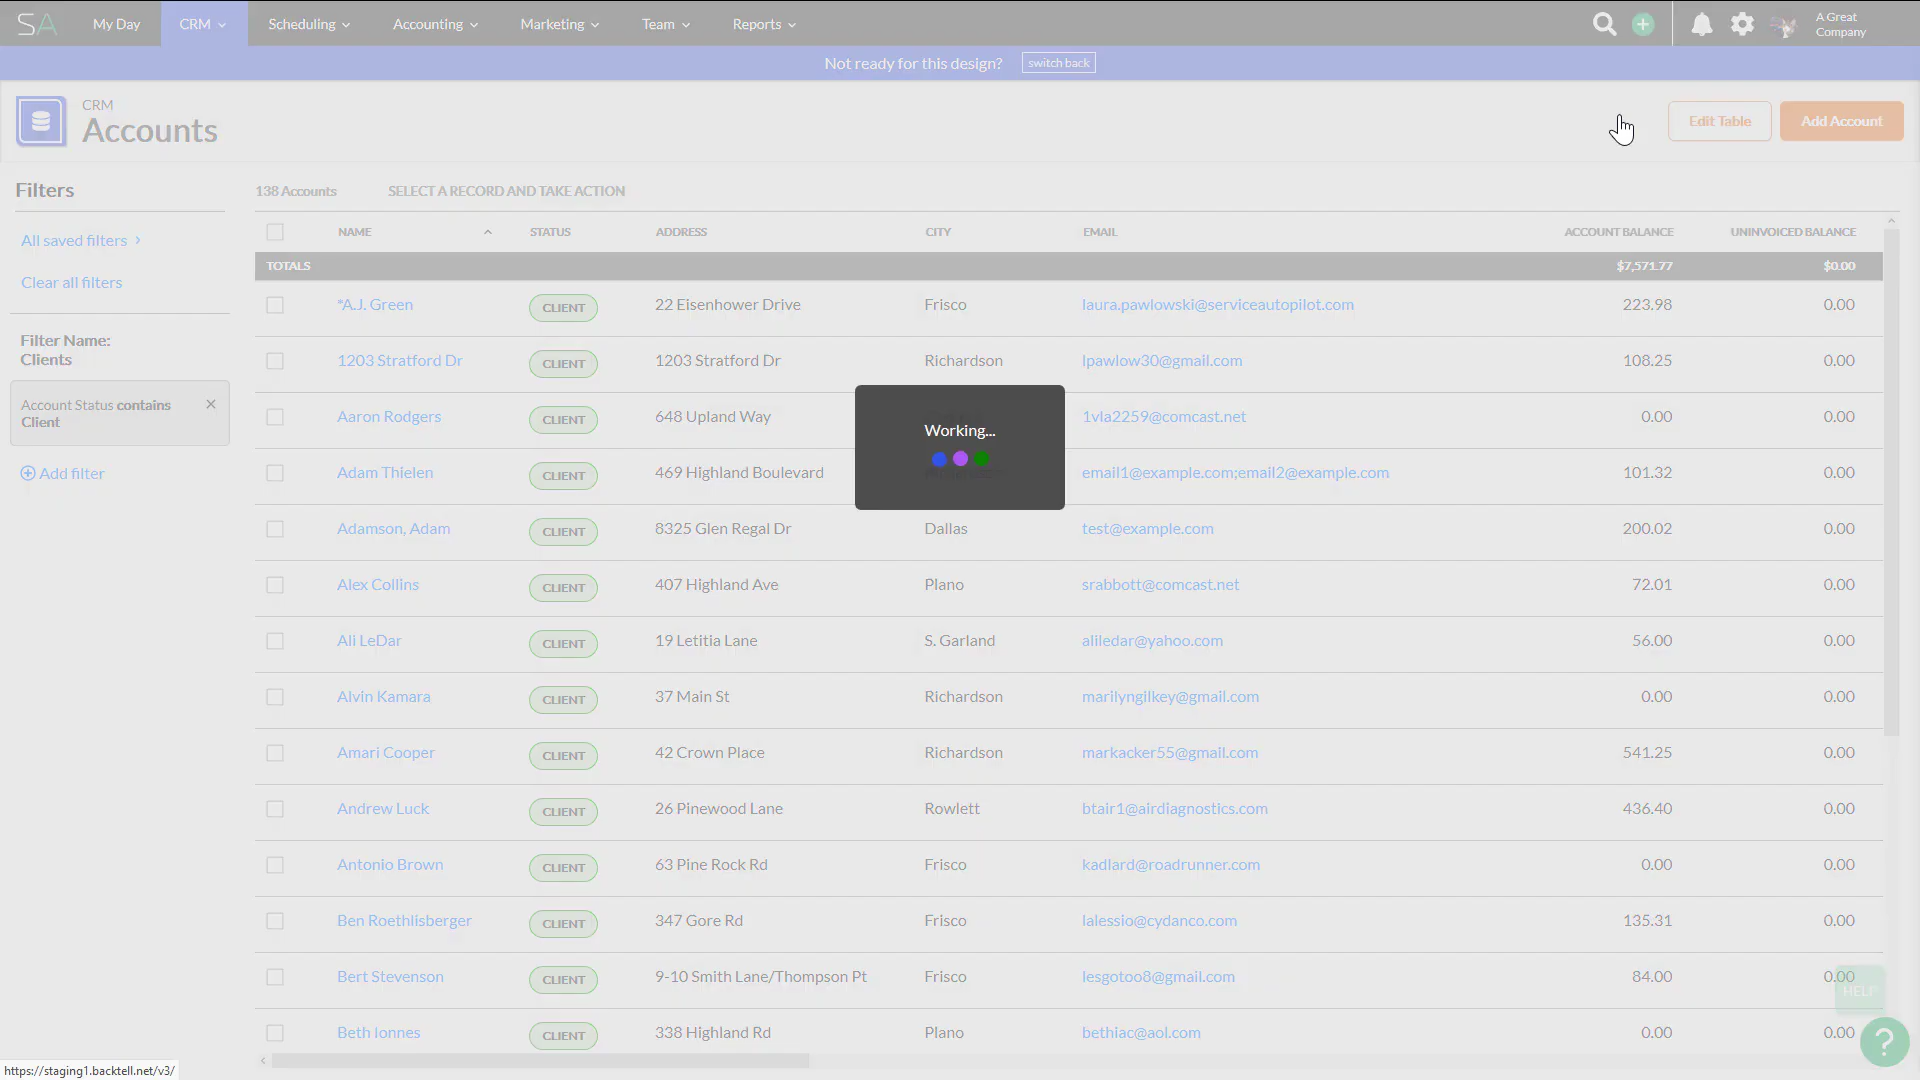 SA My Day CRM Scheduling Accounting Marketing Team Reports A Great
Company
Not ready for this design? switch back
CRM
Accounts
Edit Table Add Account
Filters
All saved filters
Clear all filters
Filter Name:
Clients
Account Status contains
Client
Add filter
138 Accounts SELECT A RECORD AND TAKE ACTION
NAME STATUS ADDRESS CITY EMAIL ACCOUNT BALANCE UNINVOICED BALANCE
TOTALS $7,571.77 $0.00
*A.J. Green CLIENT 22 Eisenhower Drive Frisco laura.pawlowski@serviceautopilot.com 223.98 0.00
1203 Stratford Dr CLIENT 1203 Stratford Dr Richardson lpawlow30@gmail.com 108.25 0.00
Aaron Rodgers CLIENT 648 Upland Way 1vla2259@comcast.net 0.00 0.00
Working...
Adam Thielen CLIENT 469 Highland Boulevard email1@example.com;email2@example.com 101.32 0.00
Adamson, Adam CLIENT 8325 Glen Regal Dr Dallas test@example.com 200.02 0.00
Alex Collins CLIENT 407 Highland Ave Plano srabbott@comcast.net 72.01 0.00
Ali LeDar CLIENT 19 Letitia Lane S. Garland aliledar@yahoo.com 56.00 0.00
Alvin Kamara CLIENT 37 Main St Richardson marilyngilkey@gmail.com 0.00 0.00
Amari Cooper CLIENT 42 Crown Place Richardson markacker55@gmail.com 541.25 0.00
Andrew Luck CLIENT 26 Pinewood Lane Rowlett btair1@airdiagnostics.com 436.40 0.00
Antonio Brown CLIENT 63 Pine Rock Rd Frisco kadlard@roadrunner.com 0.00 0.00
Ben Roethlisberger CLIENT 347 Gore Rd Frisco lalessio@cydanco.com 135.31 0.00
Bert Stevenson CLIENT 9-10 Smith Lane/Thompson Pt Frisco lesgotoo8@gmail.com 84.00 0.00
HELP
Beth Ionnes CLIENT 338 Highland Rd Plano bethiac@aol.com 0.00 0.00
?
https://staging1.backtell.net/v3/